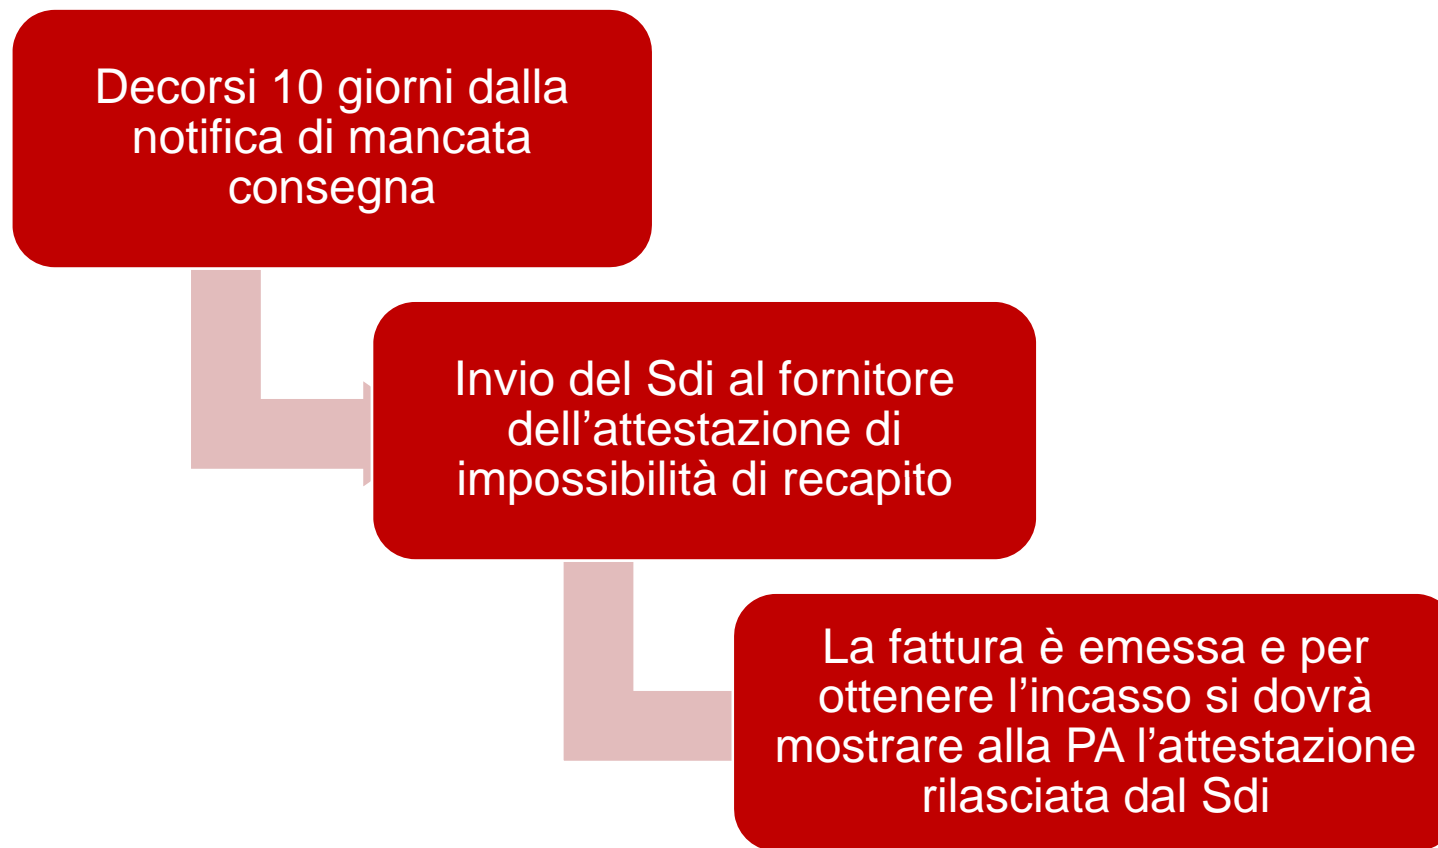 Decorsi 10 giorni dalla
notifica di mancata
consegna
Invio del Sdi al fornitore
dell’attestazione di
impossibilità di recapito
La fattura è emessa e per
ottenere l’incasso si dovrà
mostrare alla PA l’attestazione
rilasciata dal Sdi